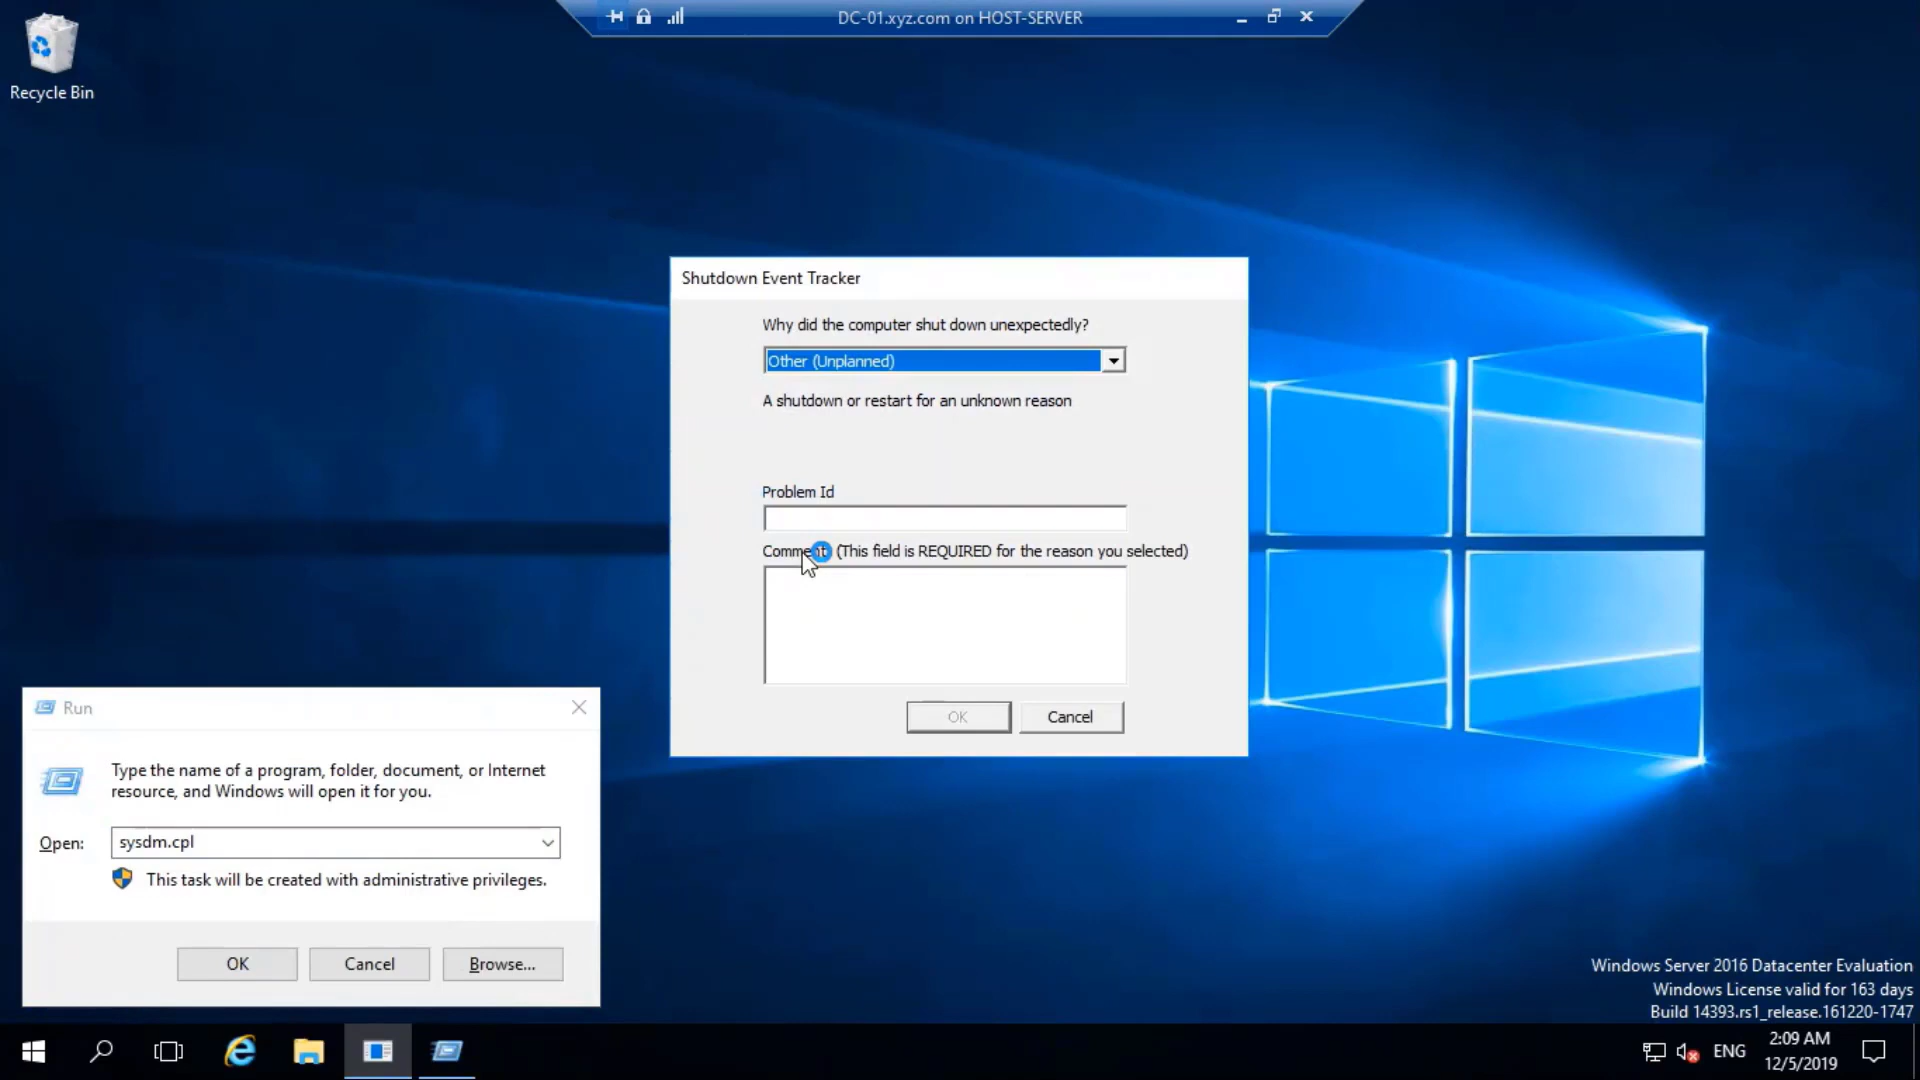 DC-01.xyz.com on HOST-SERVER
Recycle Bin
Shutdown Event Tracker
Why did the computer shut down unexpectedly?
Other (Unplanned)
A shutdown or restart for an unknown reason
Problem Id
Comment (This field is REQUIRED for the reason you selected)
OK
Cancel
Run
Type the name of a program, folder, document, or Internet
resource, and Windows will open it for you.
Open:
sysdm.cpl
This task will be created with administrative privileges.
OK
Cancel
Browse...
Windows Server 2016 Datacenter Evaluation
Windows License valid for 163 days
Build 14393.rs1_release.161220-1747
ENG
2:09 AM
12/5/2019